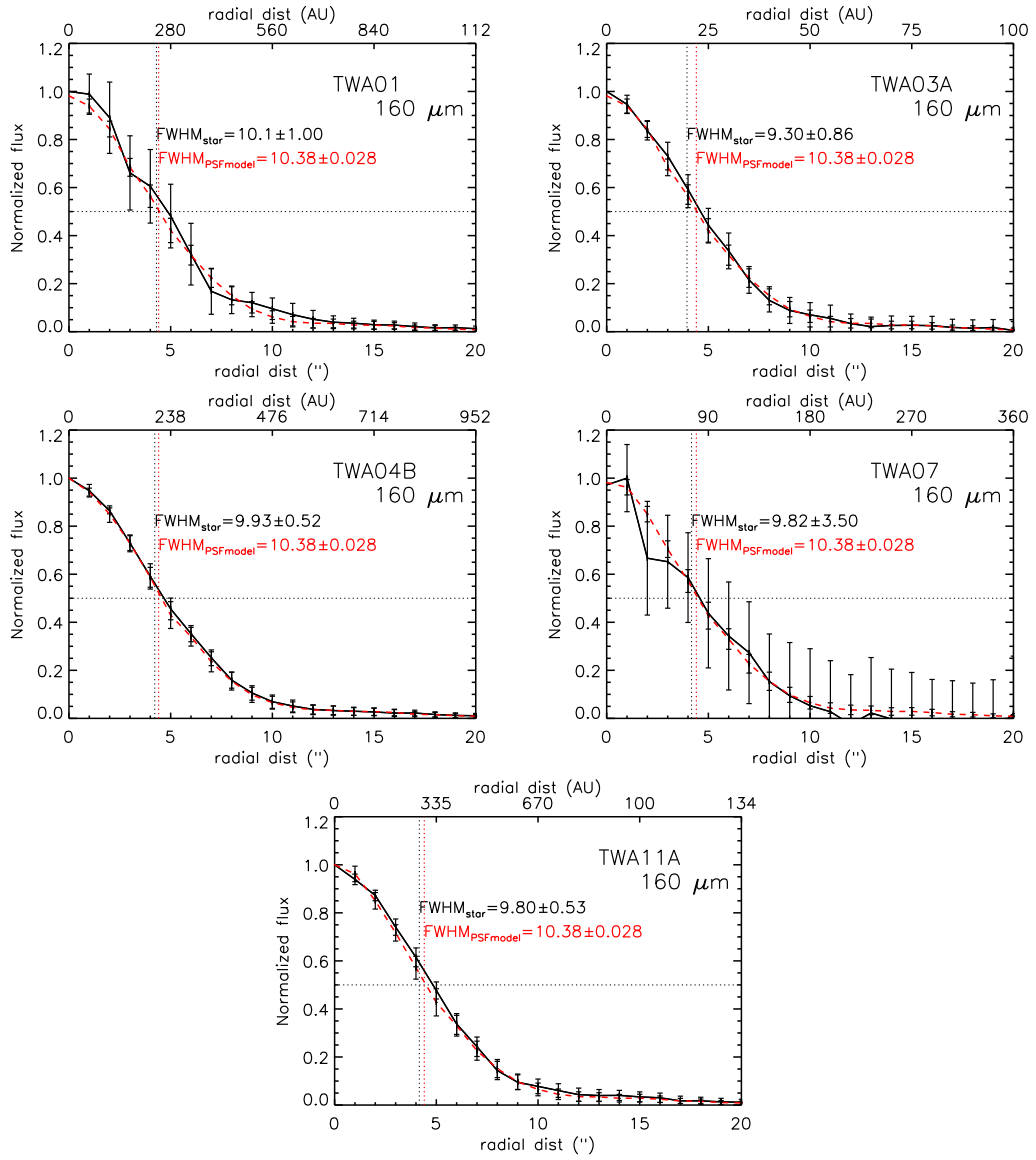 radial dist (AU)
0 280 560 840 112
1.2
1.0
0.8
0.6
0.4
0.2
0.0
Normalized flux
TWA01
160 μm
FWHMstar=10.1±1.00
FWHMPSFmodel=10.38±0.028
0 5 10 15 20
radial dist (")
radial dist (AU)
0 25 50 75 100
1.2
1.0
0.8
0.6
0.4
0.2
0.0
Normalized flux
TWA03A
160 μm
FWHMstar=9.30±0.86
FWHMPSFmodel=10.38±0.028
0 5 10 15 20
radial dist (")
radial dist (AU)
0 238 476 714 952
1.2
1.0
0.8
0.6
0.4
0.2
0.0
Normalized flux
TWA04B
160 μm
FWHMstar=9.93±0.52
FWHMPSFmodel=10.38±0.028
0 5 10 15 20
radial dist (")
radial dist (AU)
0 90 180 270 360
1.2
1.0
0.8
0.6
0.4
0.2
0.0
Normalized flux
TWA07
160 μm
FWHMstar=9.82±3.50
FWHMPSFmodel=10.38±0.028
0 5 10 15 20
radial dist (")
radial dist (AU)
0 335 670 100 134
1.2
1.0
0.8
0.6
0.4
0.2
0.0
Normalized flux
TWA11A
160 μm
FWHMstar=9.80±0.53
FWHMPSFmodel=10.38±0.028
0 5 10 15 20
radial dist (")